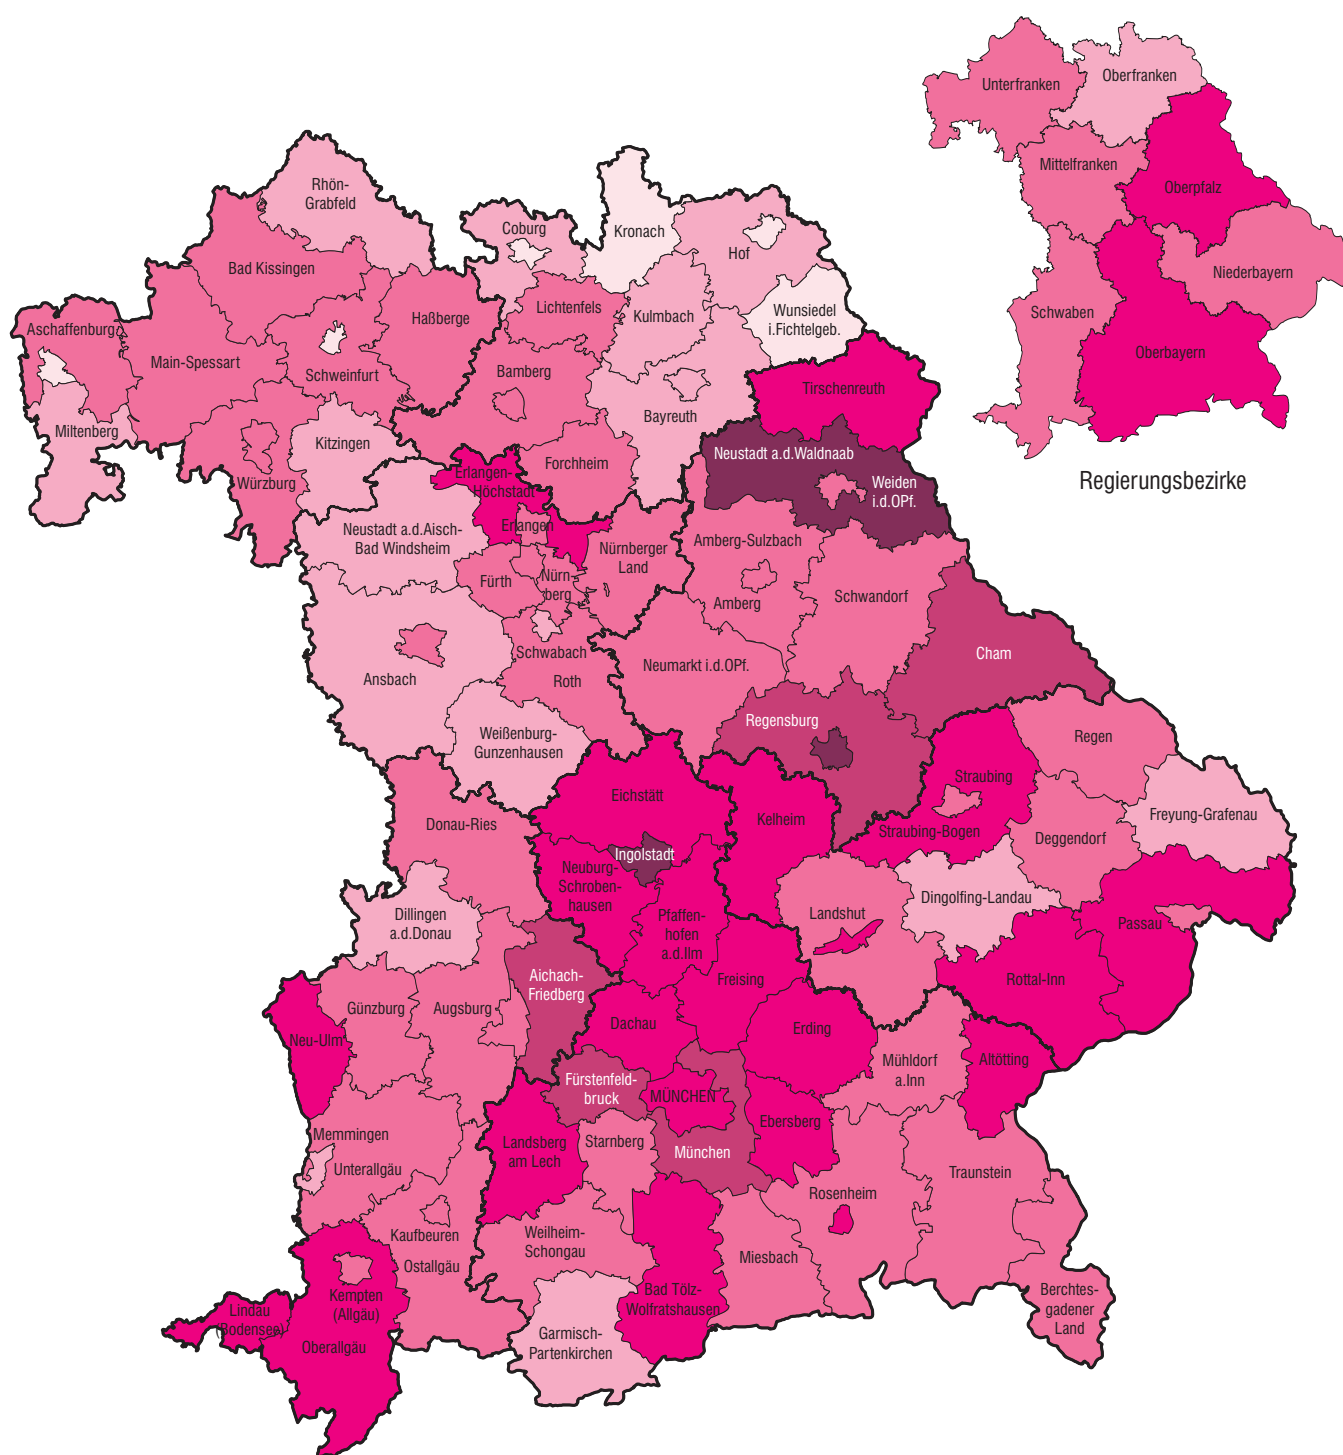 Unterfranken
Oberfranken
Mittelfranken
Oberpfalz
Niederbayern
Schwaben
Oberbayern
Regierungsbezirke
Rhön-
Grabfeld
Coburg
Kronach
Hof
Bad Kissingen
Lichtenfels
Kulmbach
Wunsiedel
i.Fichtelgeb.
Aschaffenburg
Haßberge
Main-Spessart
Schweinfurt
Bamberg
Tirschenreuth
Miltenberg
Kitzingen
Bayreuth
Würzburg
Forchheim
Neustadt a.d.Waldnaab
Weiden
i.d.OPf.
Erlangen-
Höchstadt
Erlangen
Neustadt a.d.Aisch-
Bad Windsheim
Nürnberger
Land
Amberg-Sulzbach
Fürth
Nürn-
berg
Amberg
Schwandorf
Ansbach
Schwabach
Roth
Neumarkt i.d.OPf.
Cham
Weißenburg-
Gunzenhausen
Regensburg
Regen
Eichstätt
Straubing
Kelheim
Freyung-Grafenau
Donau-Ries
Straubing-Bogen
Deggendorf
Ingolstadt
Neuburg-
Schroben-
hausen
Dingolfing-Landau
Dillingen
a.d.Donau
Pfaffen-
hofen
a.d.Ilm
Landshut
Passau
Aichach-
Friedberg
Freising
Rottal-Inn
Günzburg
Augsburg
Neu-Ulm
Dachau
Erding
Mühldorf
a.Inn
Altötting
Fürstenfeld-
bruck
MÜNCHEN
Ebersberg
Memmingen
Unterallgäu
Landsberg
am Lech
Starnberg
München
Traunstein
Rosenheim
Kaufbeuren
Ostallgäu
Weilheim-
Schongau
Miesbach
Kempten
(Allgäu)
Bad Tölz-
Wolfratshausen
Berchtes-
gadener
Land
Lindau
(Bodensee)
Oberallgäu
Garmisch-
Partenkirchen